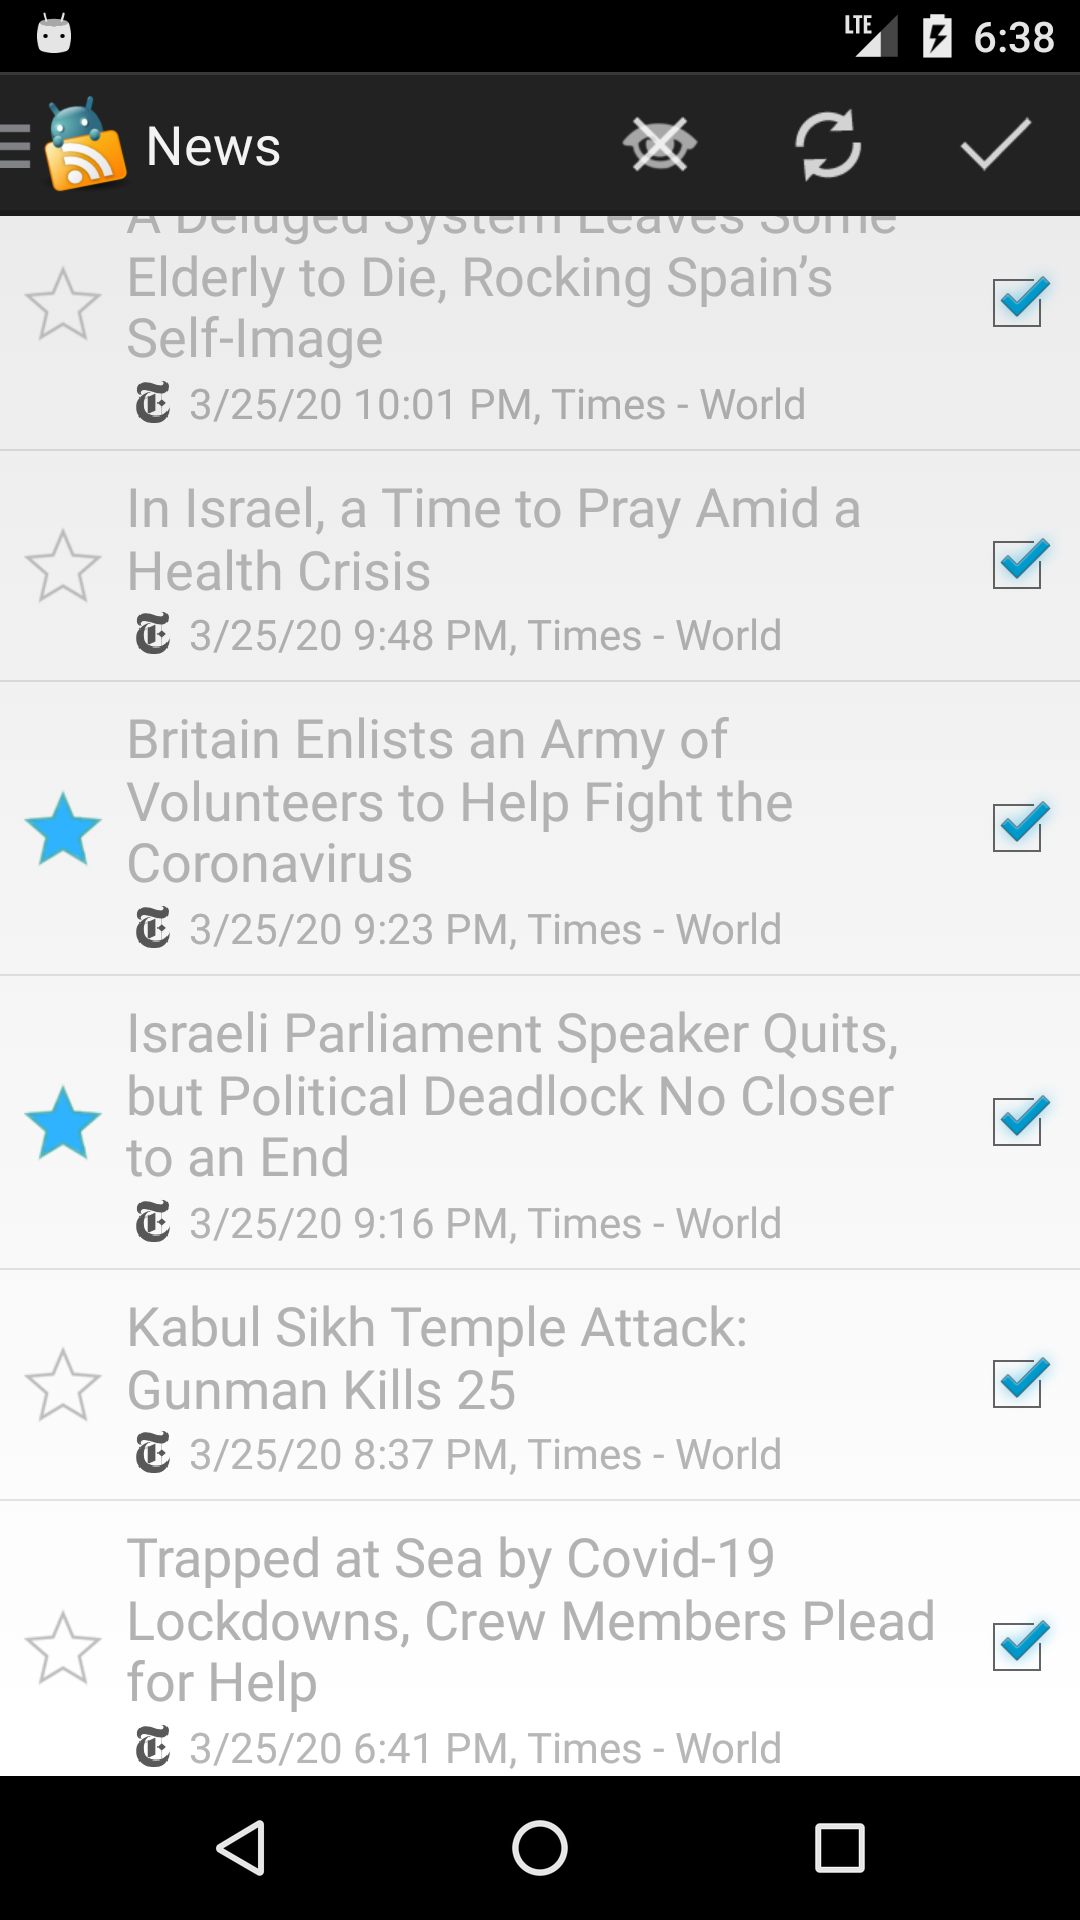 LTE 6:38
News
A Deluged System Leaves Some
Elderly to Die, Rocking Spain’s
Self-Image
3/25/20 10:01 PM, Times - World
In Israel, a Time to Pray Amid a
Health Crisis
3/25/20 9:48 PM, Times - World
Britain Enlists an Army of
Volunteers to Help Fight the
Coronavirus
3/25/20 9:23 PM, Times - World
Israeli Parliament Speaker Quits,
but Political Deadlock No Closer
to an End
3/25/20 9:16 PM, Times - World
Kabul Sikh Temple Attack:
Gunman Kills 25
3/25/20 8:37 PM, Times - World
Trapped at Sea by Covid-19
Lockdowns, Crew Members Plead
for Help
3/25/20 6:41 PM, Times - World